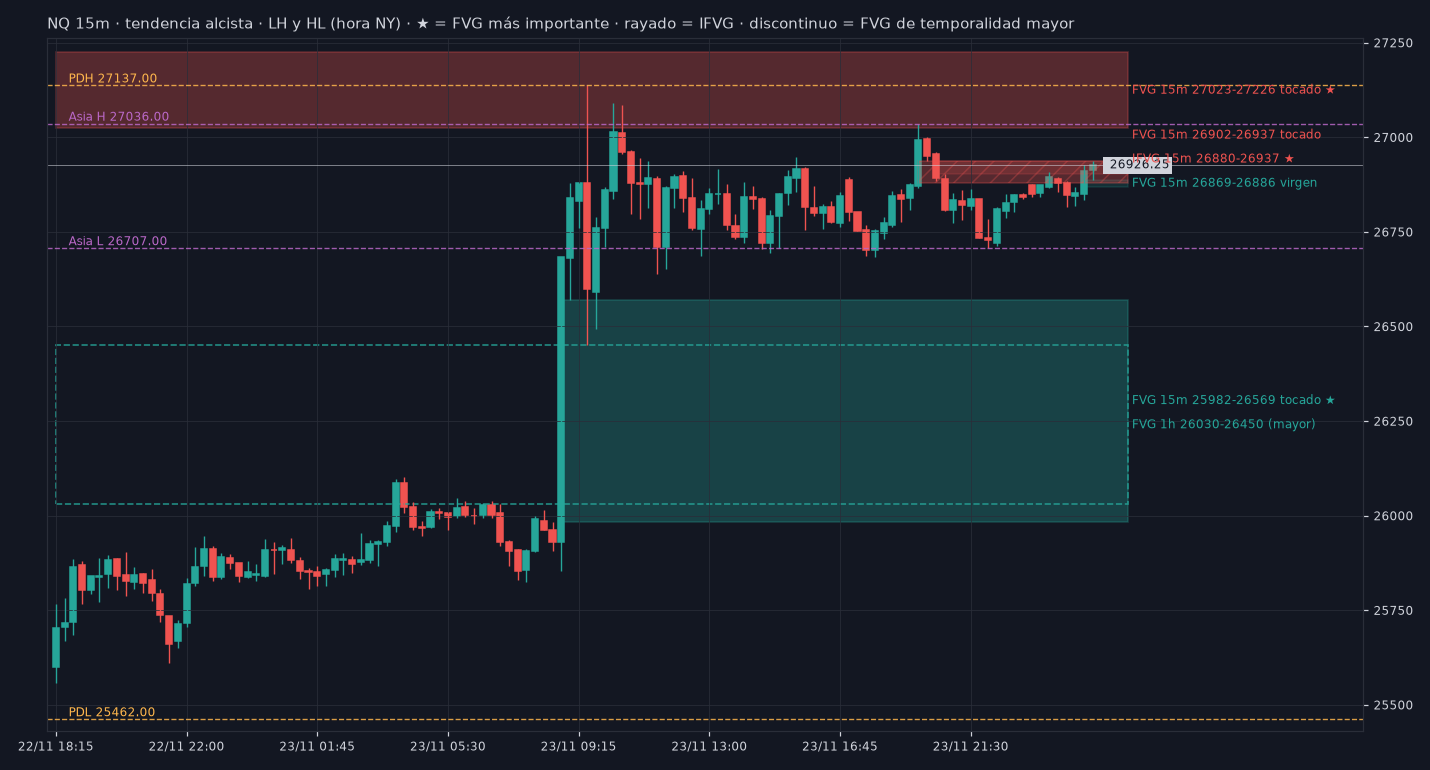 NQ 15m · tendencia alcista · LH y HL (hora NY) · ★ = FVG más importante · rayado = IFVG · discontinuo = FVG de temporalidad mayor
27250
PDH 27137.00
FVG 15m 27023-27226 tocado ★
Asia H 27036.00
FVG 15m 26902-26937 tocado
27000
IFVG 15m 26880-26937 ★
26926.25
FVG 15m 26869-26886 virgen
Asia L 26707.00
26750
26500
FVG 15m 25982-26569 tocado ★
FVG 1h 26030-26450 (mayor)
26250
26000
25750
PDL 25462.00
25500
22/11 18:15 22/11 22:00 23/11 01:45 23/11 05:30 23/11 09:15 23/11 13:00 23/11 16:45 23/11 21:30